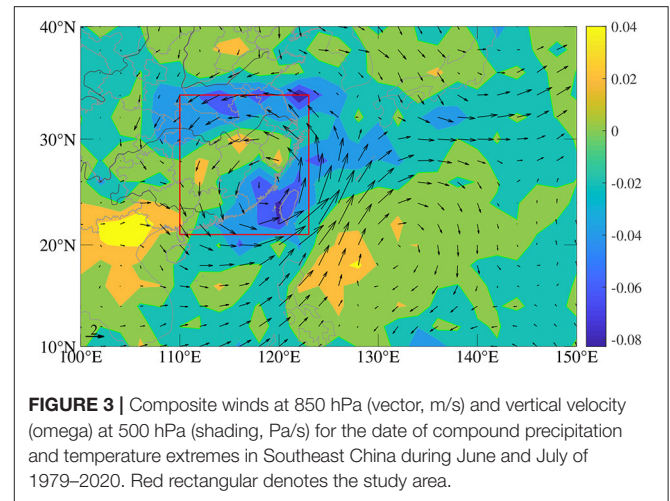 40°N
30°N
20°N
10°N
2
100°E
110°E
120°E
130°E
140°E
150°E
0.04
0.02
0
-0.02
-0.04
-0.06
-0.08
FIGURE 3 | Composite winds at 850 hPa (vector, m/s) and vertical velocity
(omega) at 500 hPa (shading, Pa/s) for the date of compound precipitation
and temperature extremes in Southeast China during June and July of
1979–2020. Red rectangular denotes the study area.